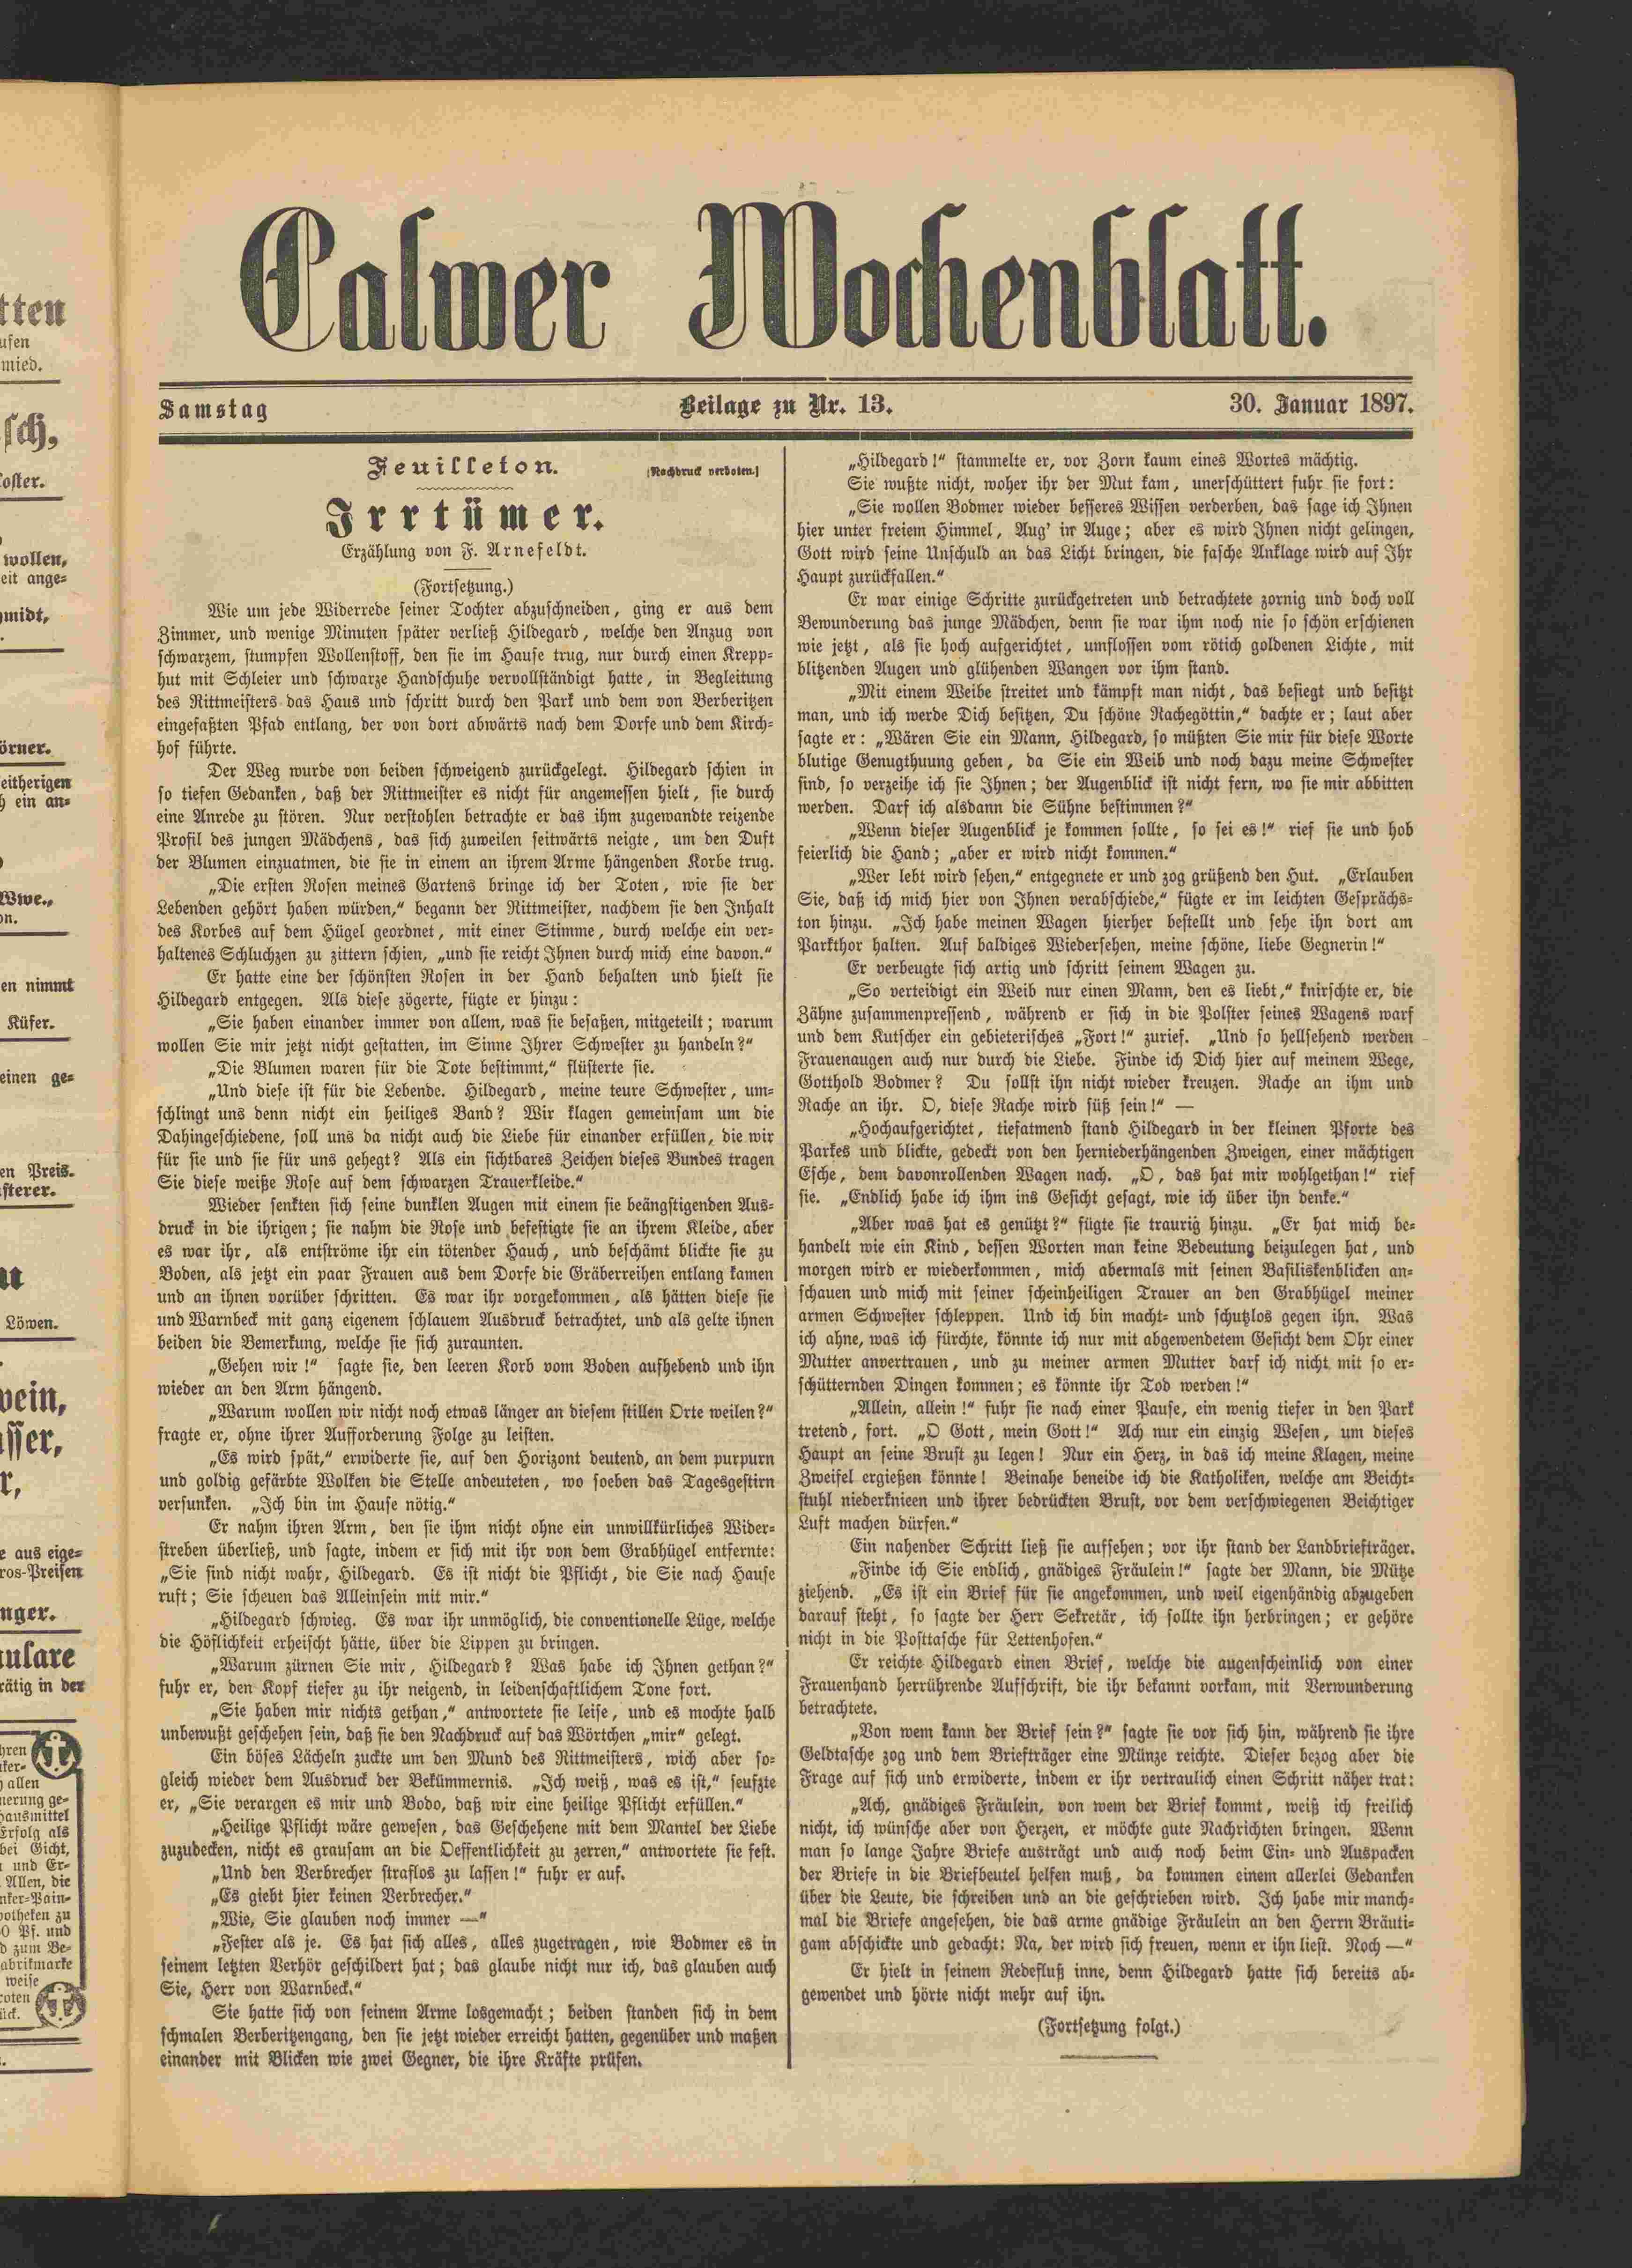 tten
ufen
mied.
sch,
oster.
wollen,
eit ange-
hmidt,
örner.
eitherigen
h ein an-
Wwe.,
on.
en nimmt
Küfer.
einen ge-
en Preis.
sterer.
Löwen.
wein,
sser,
r,
e aus eige-
ros-Preisen
nger.
ulare
rätig in der
hren
ker-
allen
nerung ge-
Hausmittel
Erfolg als
bei Gicht,
und Er-
Allen, die
nker-Pain-
potheken zu
0 Pf. und
d zum Be-
abrikmarke
weise
roten
ück.
Calwer Wochenblatt.
Samstag Beilage zu Nr. 13. 30. Januar 1897.
Feuilleton. [Nachdruck verboten.]
Irrtümer.
Erzählung von F. Arnefeldt.
(Fortsetzung.)
Wie um jede Widerrede seiner Tochter abzuschneiden, ging er aus dem
Zimmer, und wenige Minuten später verließ Hildegard, welche den Anzug von
schwarzem, stumpfen Wollenstoff, den sie im Hause trug, nur durch einen Krepp-
hut mit Schleier und schwarze Handschuhe vervollständigt hatte, in Begleitung
des Rittmeisters das Haus und schritt durch den Park und dem von Berberitzen
eingefaßten Pfad entlang, der von dort abwärts nach dem Dorfe und dem Kirch-
hof führte.
Der Weg wurde von beiden schweigend zurückgelegt. Hildegard schien in
so tiefen Gedanken, daß der Rittmeister es nicht für angemessen hielt, sie durch
eine Anrede zu stören. Nur verstohlen betrachte er das ihm zugewandte reizende
Profil des jungen Mädchens, das sich zuweilen seitwärts neigte, um den Duft
der Blumen einzuatmen, die sie in einem an ihrem Arme hängenden Korbe trug.
„Die ersten Rosen meines Gartens bringe ich der Toten, wie sie der
Lebenden gehört haben würden,“ begann der Rittmeister, nachdem sie den Inhalt
des Korbes auf dem Hügel geordnet, mit einer Stimme, durch welche ein ver-
haltenes Schluchzen zu zittern schien, „und sie reicht Ihnen durch mich eine davon.“
Er hatte eine der schönsten Rosen in der Hand behalten und hielt sie
Hildegard entgegen. Als diese zögerte, fügte er hinzu:
„Sie haben einander immer von allem, was sie besaßen, mitgeteilt; warum
wollen Sie mir jetzt nicht gestatten, im Sinne Ihrer Schwester zu handeln?“
„Die Blumen waren für die Tote bestimmt,“ flüsterte sie.
„Und diese ist für die Lebende. Hildegard, meine teure Schwester, um-
schlingt uns denn nicht ein heiliges Band? Wir klagen gemeinsam um die
Dahingeschiedene, soll uns da nicht auch die Liebe für einander erfüllen, die wir
für sie und sie für uns gehegt? Als ein sichtbares Zeichen dieses Bundes tragen
Sie diese weiße Rose auf dem schwarzen Trauerkleide.“
Wieder senkten sich seine dunklen Augen mit einem sie beängstigenden Aus-
druck in die ihrigen; sie nahm die Rose und befestigte sie an ihrem Kleide, aber
es war ihr, als entströme ihr ein tötender Hauch, und beschämt blickte sie zu
Boden, als jetzt ein paar Frauen aus dem Dorfe die Gräberreihen entlang kamen
und an ihnen vorüber schritten. Es war ihr vorgekommen, als hätten diese sie
und Warnbeck mit ganz eigenem schlauem Ausdruck betrachtet, und als gelte ihnen
beiden die Bemerkung, welche sie sich zuraunten.
„Gehen wir!“ sagte sie, den leeren Korb vom Boden aufhebend und ihn
wieder an den Arm hängend.
„Warum wollen wir nicht noch etwas länger an diesem stillen Orte weilen?“
fragte er, ohne ihrer Aufforderung Folge zu leisten.
„Es wird spät,“ erwiderte sie, auf den Horizont deutend, an dem purpurn
und goldig gefärbte Wolken die Stelle andeuteten, wo soeben das Tagesgestirn
versunken. „Ich bin im Hause nötig.“
Er nahm ihren Arm, den sie ihm nicht ohne ein unwillkürliches Wider-
streben überließ, und sagte, indem er sich mit ihr von dem Grabhügel entfernte:
„Sie sind nicht wahr, Hildegard. Es ist nicht die Pflicht, die Sie nach Hause
ruft; Sie scheuen das Alleinsein mit mir.“
„Hildegard schwieg. Es war ihr unmöglich, die conventionelle Lüge, welche
die Höflichkeit erheischt hätte, über die Lippen zu bringen.
„Warum zürnen Sie mir, Hildegard? Was habe ich Ihnen gethan?“
fuhr er, den Kopf tiefer zu ihr neigend, in leidenschaftlichem Tone fort.
„Sie haben mir nichts gethan,“ antwortete sie leise, und es mochte halb
unbewußt geschehen sein, daß sie den Nachdruck auf das Wörtchen „mir“ gelegt.
Ein böses Lächeln zuckte um den Mund des Rittmeisters, wich aber so-
gleich wieder dem Ausdruck der Bekümmernis. „Ich weiß, was es ist,“ seufzte
er, „Sie verargen es mir und Bodo, daß wir eine heilige Pflicht erfüllen.“
„Heilige Pflicht wäre gewesen, das Geschehene mit dem Mantel der Liebe
zuzudecken, nicht es grausam an die Oeffentlichkeit zu zerren,“ antwortete sie fest.
„Und den Verbrecher straflos zu lassen!“ fuhr er auf.
„Es giebt hier keinen Verbrecher.“
„Wie, Sie glauben noch immer —“
„Fester als je. Es hat sich alles, alles zugetragen, wie Bodmer es in
seinem letzten Verhör geschildert hat; das glaube nicht nur ich, das glauben auch
Sie, Herr von Warnbeck.“
Sie hatte sich von seinem Arme losgemacht; beiden standen sich in dem
schmalen Berberitzengang, den sie jetzt wieder erreicht hatten, gegenüber und maßen
einander mit Blicken wie zwei Gegner, die ihre Kräfte prüfen.
„Hildegard!“ stammelte er, vor Zorn kaum eines Wortes mächtig.
Sie wußte nicht, woher ihr der Mut kam, unerschüttert fuhr sie fort:
„Sie wollen Bodmer wieder besseres Wissen verderben, das sage ich Ihnen
hier unter freiem Himmel, Aug' in Auge; aber es wird Ihnen nicht gelingen,
Gott wird seine Unschuld an das Licht bringen, die fasche Anklage wird auf Ihr
Haupt zurückfallen.“
Er war einige Schritte zurückgetreten und betrachtete zornig und doch voll
Bewunderung das junge Mädchen, denn sie war ihm noch nie so schön erschienen
wie jetzt, als sie hoch aufgerichtet, umflossen vom rötich goldenen Lichte, mit
blitzenden Augen und glühenden Wangen vor ihm stand.
„Mit einem Weibe streitet und kämpft man nicht, das besiegt und besitzt
man, und ich werde Dich besitzen, Du schöne Rachegöttin,“ dachte er; laut aber
sagte er: „Wären Sie ein Mann, Hildegard, so müßten Sie mir für diese Worte
blutige Genugthuung geben, da Sie ein Weib und noch dazu meine Schwester
sind, so verzeihe ich sie Ihnen; der Augenblick ist nicht fern, wo sie mir abbitten
werden. Darf ich alsdann die Sühne bestimmen?“
„Wenn dieser Augenblick je kommen sollte, so sei es!“ rief sie und hob
feierlich die Hand; „aber er wird nicht kommen.“
„Wer lebt wird sehen,“ entgegnete er und zog grüßend den Hut. „Erlauben
Sie, daß ich mich hier von Ihnen verabschiede,“ fügte er im leichten Gesprächs-
ton hinzu. „Ich habe meinen Wagen hierher bestellt und sehe ihn dort am
Parkthor halten. Auf baldiges Wiedersehen, meine schöne, liebe Gegnerin!“
Er verbeugte sich artig und schritt seinem Wagen zu.
„So verteidigt ein Weib nur einen Mann, den es liebt,“ knirschte er, die
Zähne zusammenpressend, während er sich in die Polster seines Wagens warf
und dem Kutscher ein gebieterisches „Fort!“ zurief. „Und so hellsehend werden
Frauenaugen auch nur durch die Liebe. Finde ich Dich hier auf meinem Wege,
Gotthold Bodmer? Du sollst ihn nicht wieder kreuzen. Rache an ihm und
Rache an ihr. O, diese Rache wird süß sein!“ —
„Hochaufgerichtet, tiefatmend stand Hildegard in der kleinen Pforte des
Parkes und blickte, gedeckt von den herniederhängenden Zweigen, einer mächtigen
Esche, dem davonrollenden Wagen nach. „O, das hat mir wohlgethan!“ rief
sie. „Endlich habe ich ihm ins Gesicht gesagt, wie ich über ihn denke.“
„Aber was hat es genützt?“ fügte sie traurig hinzu. „Er hat mich be-
handelt wie ein Kind, dessen Worten man keine Bedeutung beizulegen hat, und
morgen wird er wiederkommen, mich abermals mit seinen Basiliskenblicken an-
schauen und mich mit seiner scheinheiligen Trauer an den Grabhügel meiner
armen Schwester schleppen. Und ich bin macht- und schutzlos gegen ihn. Was
ich ahne, was ich fürchte, könnte ich nur mit abgewendetem Gesicht dem Ohr einer
Mutter anvertrauen, und zu meiner armen Mutter darf ich nicht mit so er-
schütternden Dingen kommen; es könnte ihr Tod werden!“
„Allein, allein!“ fuhr sie nach einer Pause, ein wenig tiefer in den Park
tretend, fort. „O Gott, mein Gott!“ Ach nur ein einzig Wesen, um dieses
Haupt an seine Brust zu legen! Nur ein Herz, in das ich meine Klagen, meine
Zweifel ergießen könnte! Beinahe beneide ich die Katholiken, welche am Beicht-
stuhl niederknieen und ihrer bedrückten Brust, vor dem verschwiegenen Beichtiger
Luft machen dürfen.“
Ein nahender Schritt ließ sie aufsehen; vor ihr stand der Landbriefträger.
„Finde ich Sie endlich, gnädiges Fräulein!“ sagte der Mann, die Mütze
ziehend. „Es ist ein Brief für sie angekommen, und weil eigenhändig abzugeben
darauf steht, so sagte der Herr Sekretär, ich sollte ihn herbringen; er gehöre
nicht in die Posttasche für Lettenhofen.“
Er reichte Hildegard einen Brief, welche die augenscheinlich von einer
Frauenhand herrührende Aufschrift, die ihr bekannt vorkam, mit Verwunderung
betrachtete.
„Von wem kann der Brief sein?“ sagte sie vor sich hin, während sie ihre
Geldtasche zog und dem Briefträger eine Münze reichte. Dieser bezog aber die
Frage auf sich und erwiderte, indem er ihr vertraulich einen Schritt näher trat:
„Ach, gnädiges Fräulein, von wem der Brief kommt, weiß ich freilich
nicht, ich wünsche aber von Herzen, er möchte gute Nachrichten bringen. Wenn
man so lange Jahre Briefe austrägt und auch noch beim Ein- und Auspacken
der Briefe in die Briefbeutel helfen muß, da kommen einem allerlei Gedanken
über die Leute, die schreiben und an die geschrieben wird. Ich habe mir manch-
mal die Briefe angesehen, die das arme gnädige Fräulein an den Herrn Bräuti-
gam abschickte und gedacht: Na, der wird sich freuen, wenn er ihn liest. Noch —“
Er hielt in seinem Redefluß inne, denn Hildegard hatte sich bereits ab-
gewendet und hörte nicht mehr auf ihn.
(Fortsetzung folgt.)